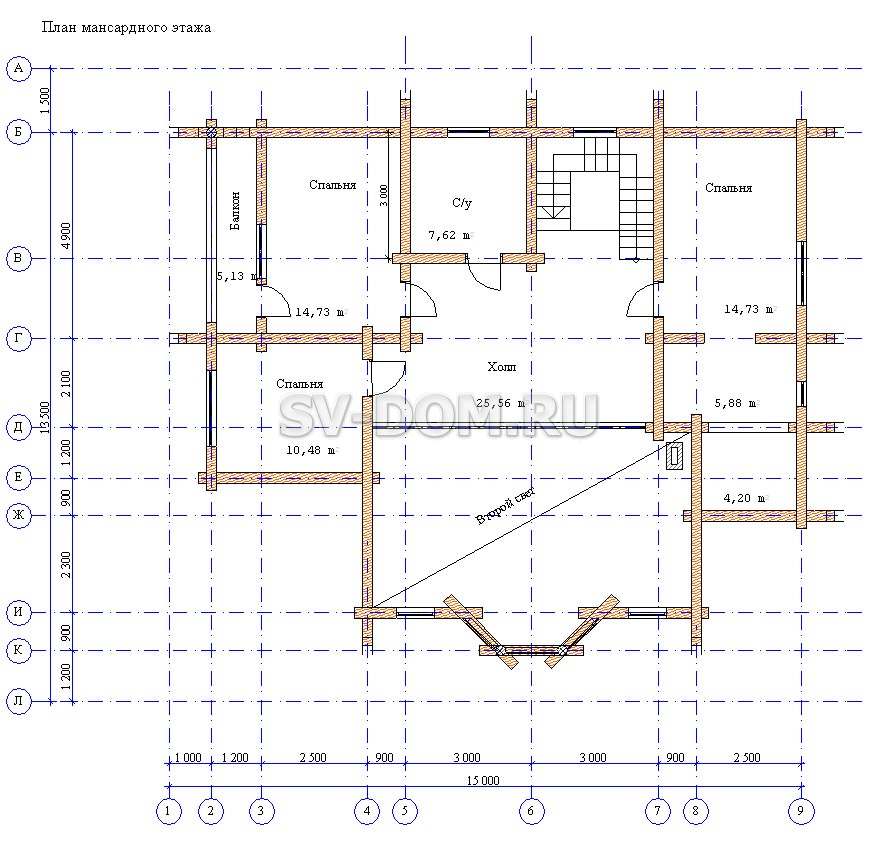 План мансардного этажа
А
1 500
Б
Спальня
3 000
Спальня
Балкон
С/у
4 900
7,62 m
В
5,13 m
14,73 m
14,73 m
Г
Холл
2 100
Спальня
25,56 m
5,88 m
SV-DOM.RU
13 500
Д
10,48 m
1 200
Е
Второй свет
4,20 m
900
Ж
2 300
И
900
К
1 200
Л
1 000 1 200 2 500 900 3 000 3 000 900 2 500
15 000
1 2 3 4 5 6 7 8 9